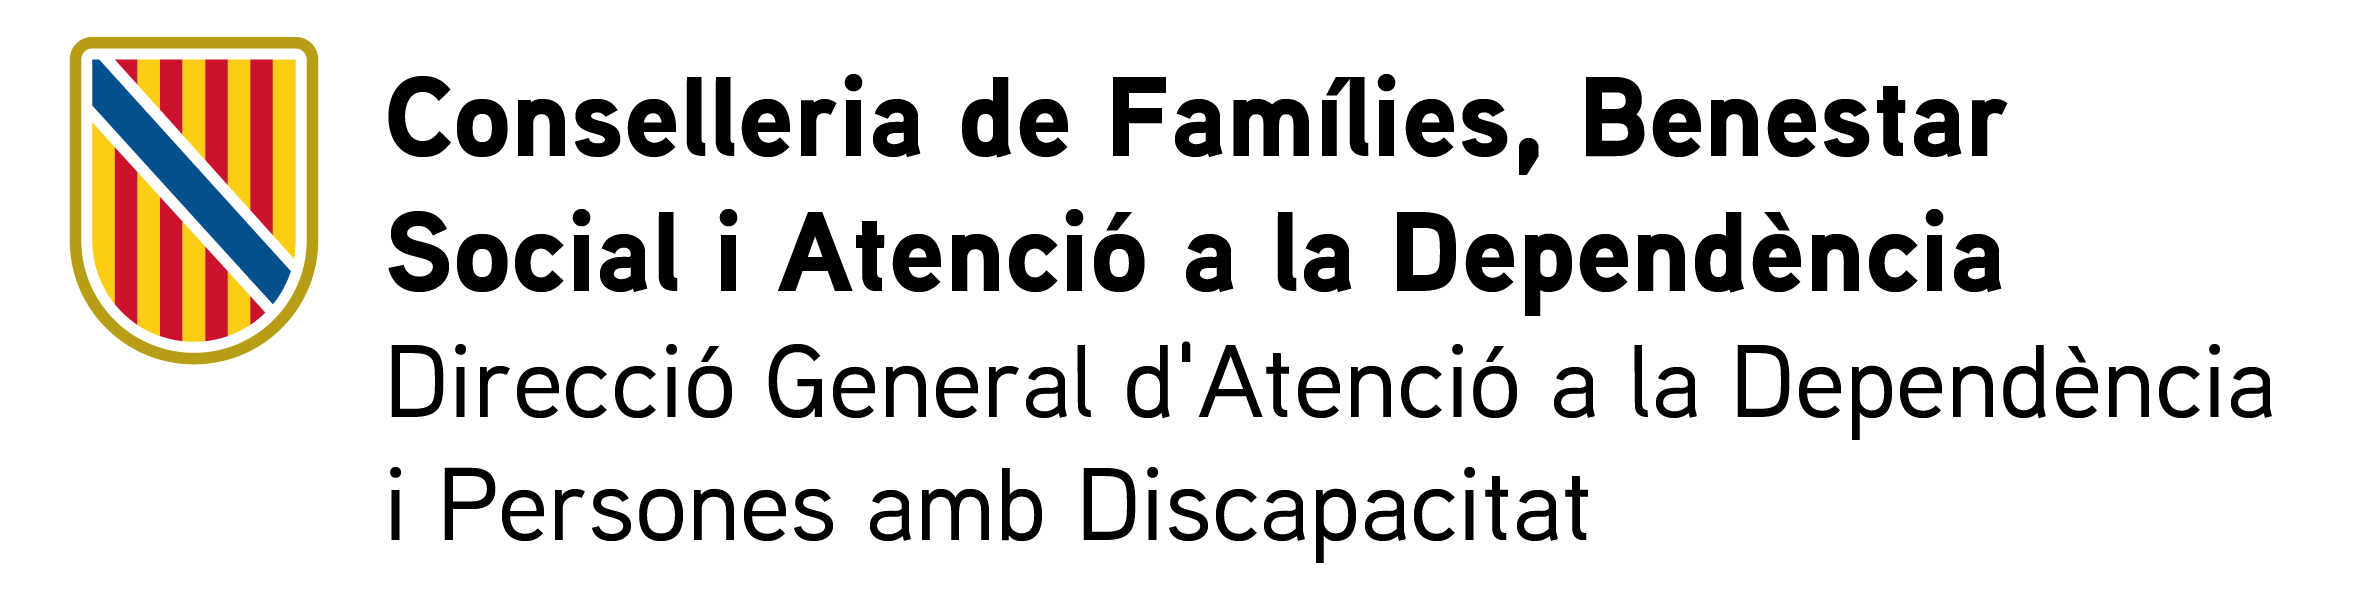 Conselleria de Famílies, Benestar
Social i Atenció a la Dependència
Direcció General d'Atenció a la Dependència
i Persones amb Discapacitat